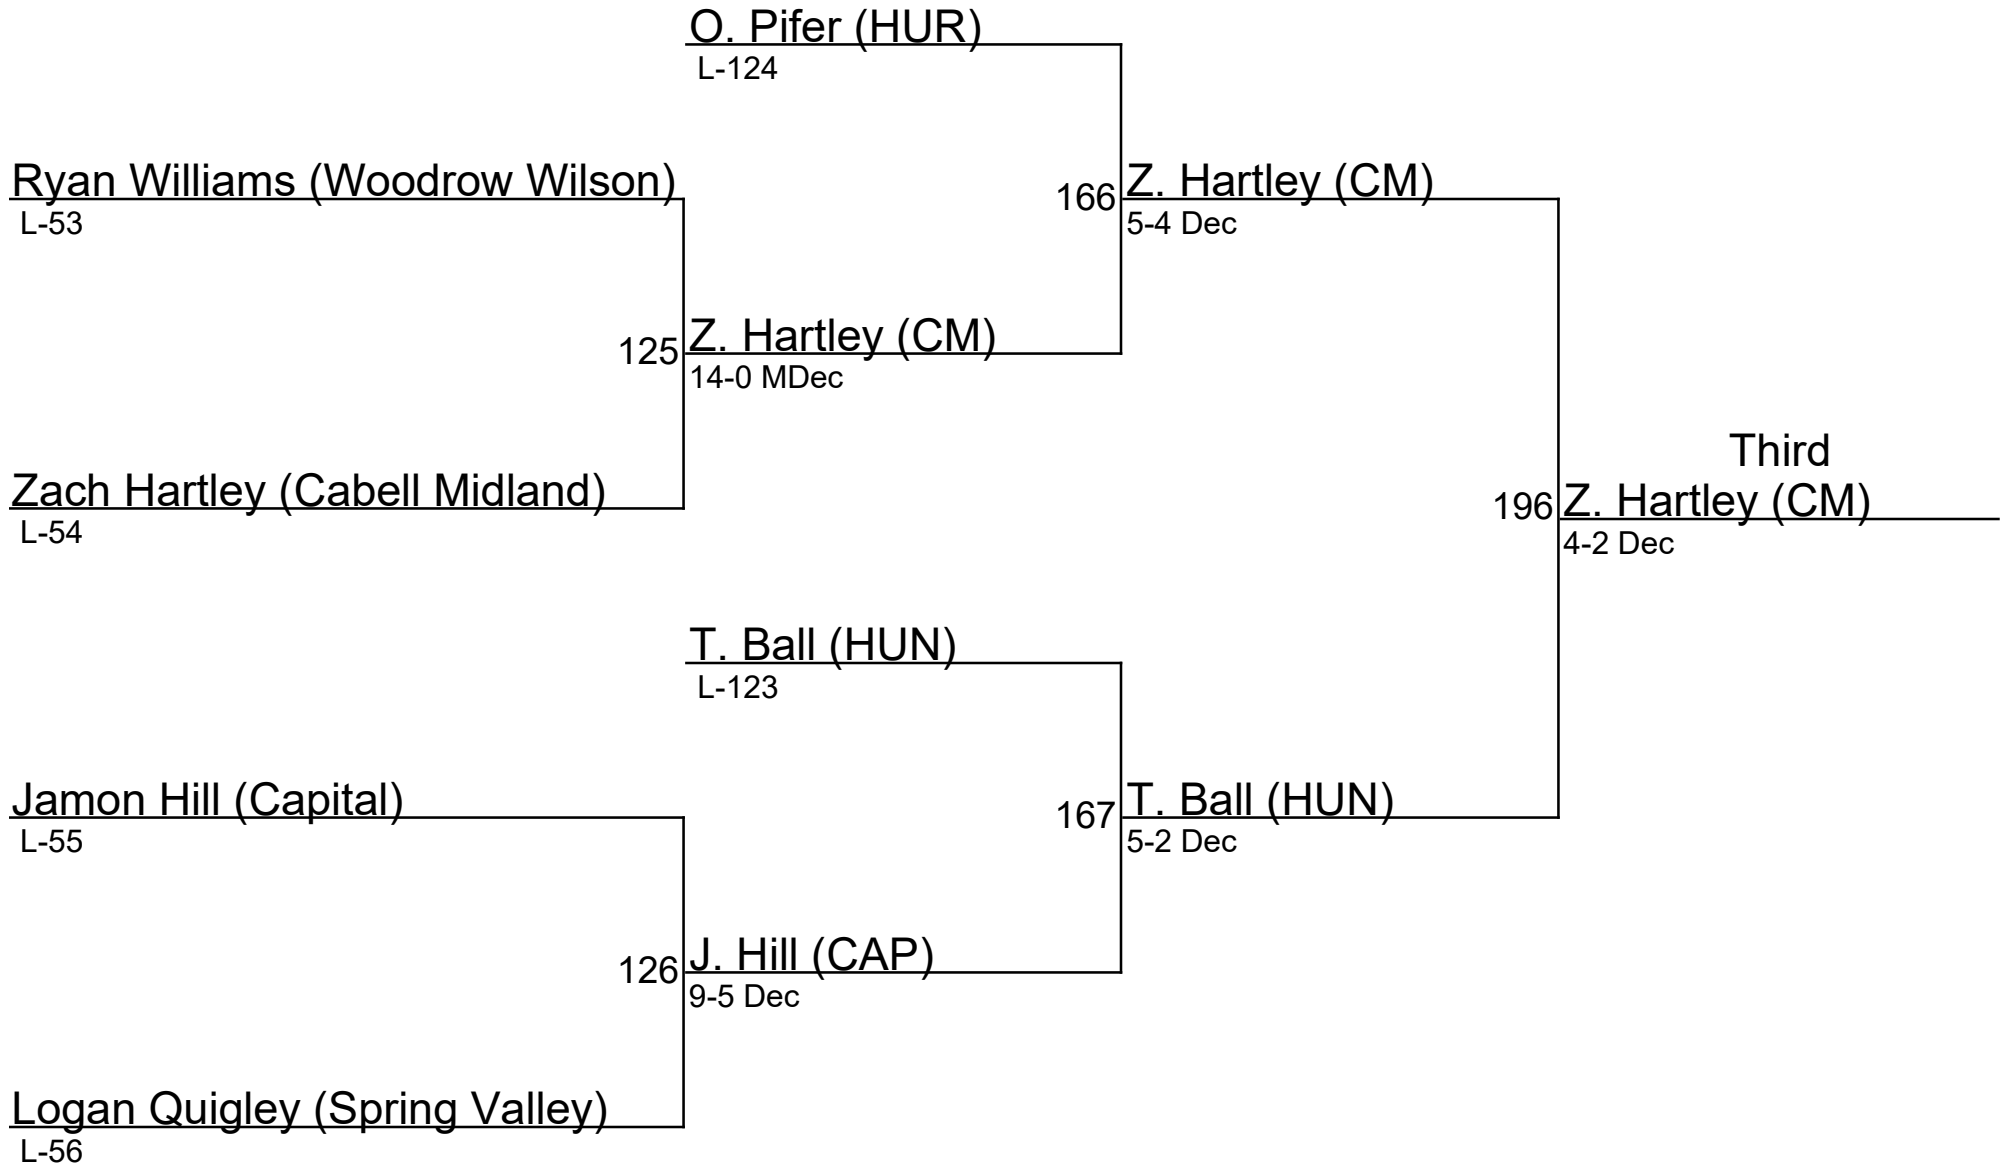 O. Pifer (HUR)
L-124
Ryan Williams (Woodrow Wilson)
L-53
166
Z. Hartley (CM)
5-4 Dec
125
Z. Hartley (CM)
14-0 MDec
Zach Hartley (Cabell Midland)
L-54
Third
196
Z. Hartley (CM)
4-2 Dec
T. Ball (HUN)
L-123
Jamon Hill (Capital)
L-55
167
T. Ball (HUN)
5-2 Dec
126
J. Hill (CAP)
9-5 Dec
Logan Quigley (Spring Valley)
L-56